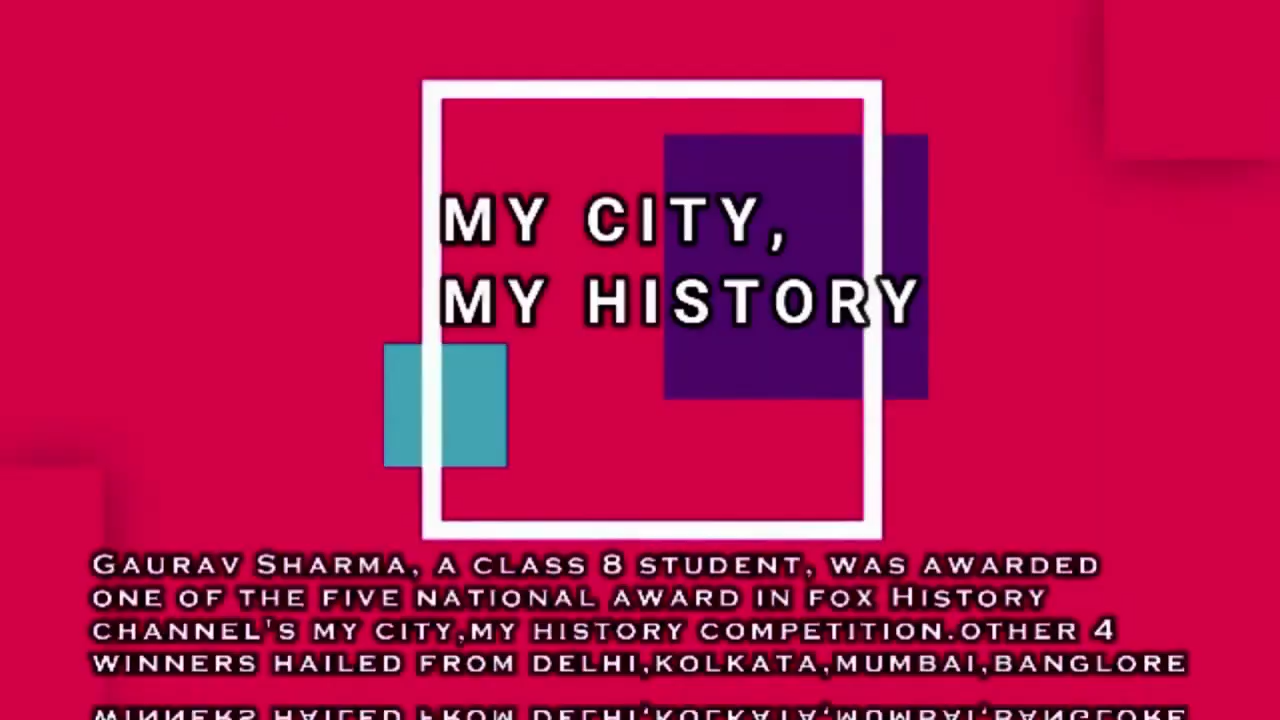 MY CITY,
MY HISTORY
GAURAV SHARMA, A CLASS 8 STUDENT, WAS AWARDED
ONE OF THE FIVE NATIONAL AWARD IN FOX HISTORY
CHANNEL'S MY CITY,MY HISTORY COMPETITION.OTHER 4
WINNERS HAILED FROM DELHI,KOLKATA,MUMBAI,BANGLORE